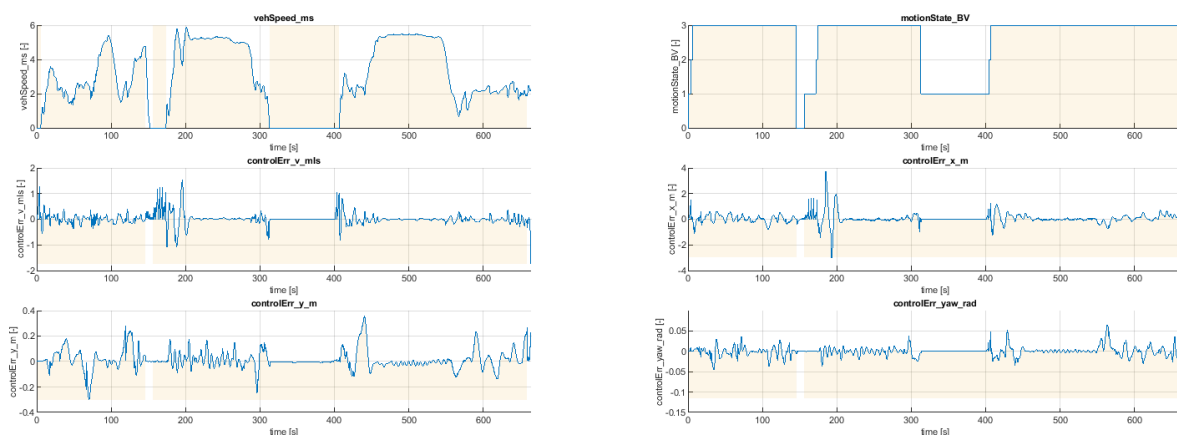 vehSpeed_ms
6
4
2
0
vehSpeed_ms [-]
0 100 200 300 400 500 600
time [s]
motionState_BV
3
2
1
0
motionState_BV [-]
0 100 200 300 400 500 600
time [s]
controlErr_v_mls
2
1
0
-1
-2
controlErr_v_mls [-]
0 100 200 300 400 500 600
time [s]
controlErr_x_m
4
2
0
-2
-4
controlErr_x_m [-]
0 100 200 300 400 500 600
time [s]
controlErr_y_m
0.4
0.2
0
-0.2
-0.4
controlErr_y_m [-]
0 100 200 300 400 500 600
time [s]
controlErr_yaw_rad
0.05
0
-0.05
-0.1
-0.15
controlErr_yaw_rad [-]
0 100 200 300 400 500 600
time [s]